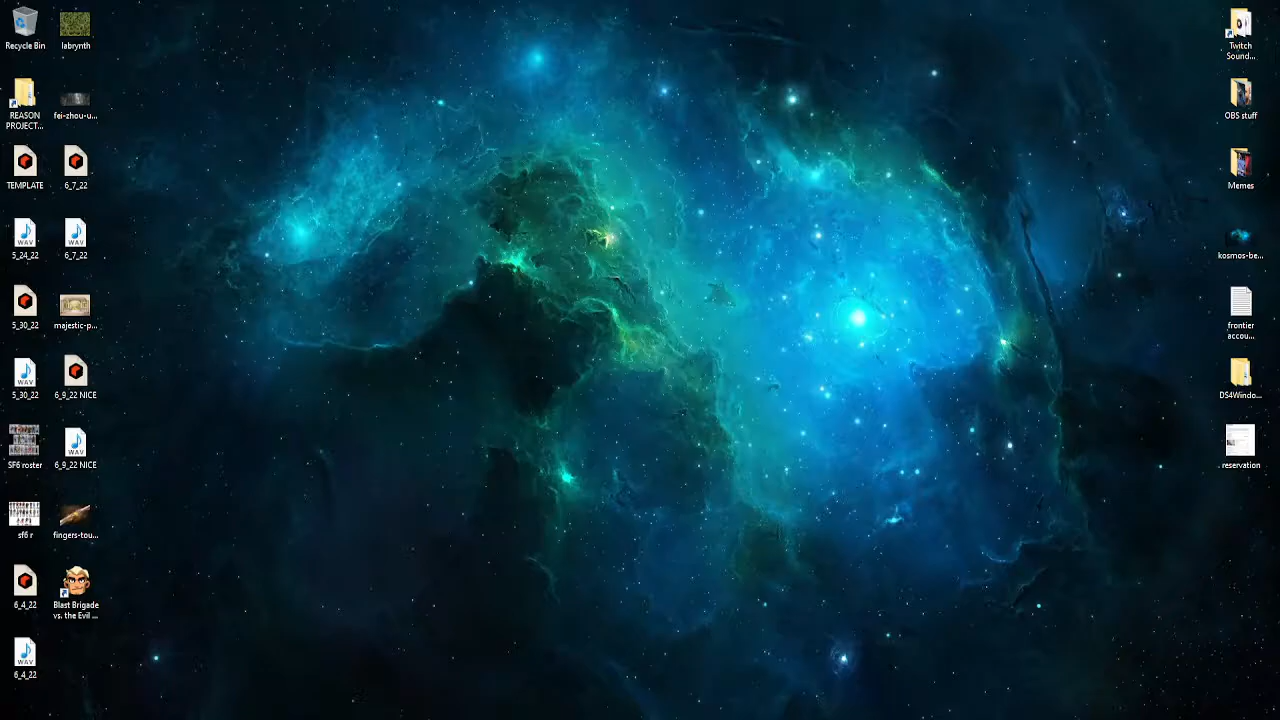 Recycle Bin
labrynth
REASON
PROJECT...
fei-zhou-u...
TEMPLATE
6_7_22
WAV
5_24_22
WAV
6_7_22
5_30_22
majestic-p...
WAV
5_30_22
6_9_22 NICE
SF6 roster
WAV
6_9_22 NICE
sf6 r
fingers-tou...
6_4_22
Blast Brigade
vs. the Evil ...
WAV
6_4_22
Twitch
Sound...
OBS stuff
Memes
kosmos-be...
frontier
accou...
DS4Windo...
reservation